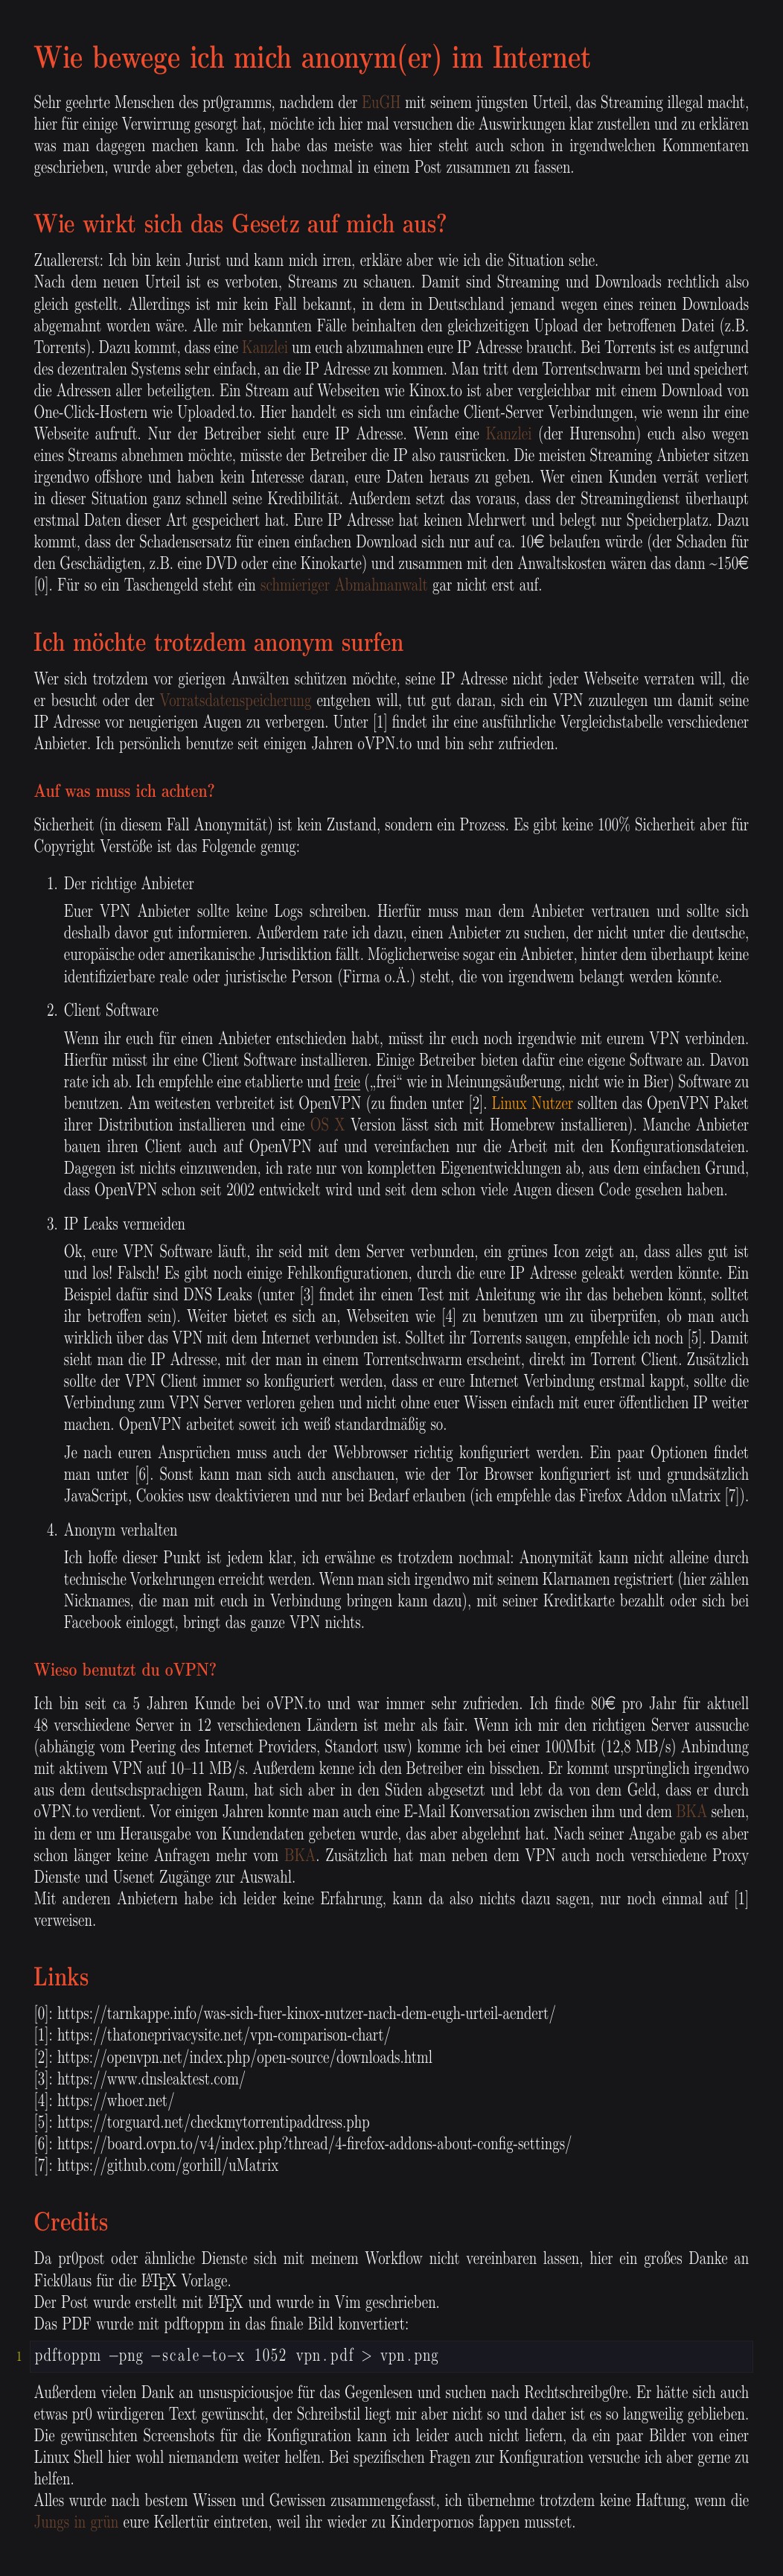 Wie bewege ich mich anonym(er) im Internet
Sehr geehrte Menschen des pr0gramms, nachdem der EuGH mit seinem jüngsten Urteil, das Streaming illegal macht,
hier für einige Verwirrung gesorgt hat, möchte ich hier mal versuchen die Auswirkungen klar zustellen und zu erklären
was man dagegen machen kann. Ich habe das meiste was hier steht auch schon in irgendwelchen Kommentaren
geschrieben, wurde aber gebeten, das doch nochmal in einem Post zusammen zu fassen.
Wie wirkt sich das Gesetz auf mich aus?
Zuallererst: Ich bin kein Jurist und kann mich irren, erkläre aber wie ich die Situation sehe.
Nach dem neuen Urteil ist es verboten, Streams zu schauen. Damit sind Streaming und Downloads rechtlich also
gleich gestellt. Allerdings ist mir kein Fall bekannt, in dem in Deutschland jemand wegen eines reinen Downloads
abgemahnt worden wäre. Alle mir bekannten Fälle beinhalten den gleichzeitigen Upload der betroffenen Datei (z.B.
Torrents). Dazu kommt, dass eine Kanzlei um euch abzumahnen eure IP Adresse braucht. Bei Torrents ist es aufgrund
des dezentralen Systems sehr einfach, an die IP Adresse zu kommen. Man tritt dem Torrentschwarm bei und speichert
die Adressen aller beteiligten. Ein Stream auf Webseiten wie Kinox.to ist aber vergleichbar mit einem Download von
One-Click-Hostern wie Uploaded.to. Hier handelt es sich um einfache Client-Server Verbindungen, wie wenn ihr eine
Webseite aufruft. Nur der Betreiber sieht eure IP Adresse. Wenn eine Kanzlei (der Hurensohn) euch also wegen
eines Streams abnehmen möchte, müsste der Betreiber die IP also rausrücken. Die meisten Streaming Anbieter sitzen
irgendwo offshore und haben kein Interesse daran, eure Daten heraus zu geben. Wer einen Kunden verrät verliert
in dieser Situation ganz schnell seine Kredibilität. Außerdem setzt das voraus, dass der Streamingdienst überhaupt
erstmal Daten dieser Art gespeichert hat. Eure IP Adresse hat keinen Mehrwert und belegt nur Speicherplatz. Dazu
kommt, dass der Schadensersatz für einen einfachen Download sich nur auf ca. 10€ belaufen würde (der Schaden für
den Geschädigten, z.B. eine DVD oder eine Kinokarte) und zusammen mit den Anwaltskosten wären das dann ~150€
[0]. Für so ein Taschengeld steht ein schmieriger Abmahnanwalt gar nicht erst auf.
Ich möchte trotzdem anonym surfen
Wer sich trotzdem vor gierigen Anwälten schützen möchte, seine IP Adresse nicht jeder Webseite verraten will, die
er besucht oder der Vorratsdatenspeicherung entgehen will, tut gut daran, sich ein VPN zuzulegen um damit seine
IP Adresse vor neugierigen Augen zu verbergen. Unter [1] findet ihr eine ausführliche Vergleichstabelle verschiedener
Anbieter. Ich persönlich benutze seit einigen Jahren oVPN.to und bin sehr zufrieden.
Auf was muss ich achten?
Sicherheit (in diesem Fall Anonymität) ist kein Zustand, sondern ein Prozess. Es gibt keine 100% Sicherheit aber für
Copyright Verstöße ist das Folgende genug:
1. Der richtige Anbieter
Euer VPN Anbieter sollte keine Logs schreiben. Hierfür muss man dem Anbieter vertrauen und sollte sich
deshalb davor gut informieren. Außerdem rate ich dazu, einen Anbieter zu suchen, der nicht unter die deutsche,
europäische oder amerikanische Jurisdiktion fällt. Möglicherweise sogar ein Anbieter, hinter dem überhaupt keine
identifizierbare reale oder juristische Person (Firma o.Ä.) steht, die von irgendwem belangt werden könnte.
2. Client Software
Wenn ihr euch für einen Anbieter entschieden habt, müsst ihr euch noch irgendwie mit eurem VPN verbinden.
Hierfür müsst ihr eine Client Software installieren. Einige Betreiber bieten dafür eine eigene Software an. Davon
rate ich ab. Ich empfehle eine etablierte und freie („frei“ wie in Meinungsäußerung, nicht wie in Bier) Software zu
benutzen. Am weitesten verbreitet ist OpenVPN (zu finden unter [2]. Linux Nutzer sollten das OpenVPN Paket
ihrer Distribution installieren und eine OS X Version lässt sich mit Homebrew installieren). Manche Anbieter
bauen ihren Client auch auf OpenVPN auf und vereinfachen nur die Arbeit mit den Konfigurationsdateien.
Dagegen ist nichts einzuwenden, ich rate nur von kompletten Eigenentwicklungen ab, aus dem einfachen Grund,
dass OpenVPN schon seit 2002 entwickelt wird und seit dem schon viele Augen diesen Code gesehen haben.
3. IP Leaks vermeiden
Ok, eure VPN Software läuft, ihr seid mit dem Server verbunden, ein grünes Icon zeigt an, dass alles gut ist
und los! Falsch! Es gibt noch einige Fehlkonfigurationen, durch die eure IP Adresse geleakt werden könnte. Ein
Beispiel dafür sind DNS Leaks (unter [3] findet ihr einen Test mit Anleitung wie ihr das beheben könnt, solltet
ihr betroffen sein). Weiter bietet es sich an, Webseiten wie [4] zu benutzen um zu überprüfen, ob man auch
wirklich über das VPN mit dem Internet verbunden ist. Solltet ihr Torrents saugen, empfehle ich noch [5]. Damit
sieht man die IP Adresse, mit der man in einem Torrentschwarm erscheint, direkt im Torrent Client. Zusätzlich
sollte der VPN Client immer so konfiguriert werden, dass er eure Internet Verbindung erstmal kappt, sollte die
Verbindung zum VPN Server verloren gehen und nicht ohne euer Wissen einfach mit eurer öffentlichen IP weiter
machen. OpenVPN arbeitet soweit ich weiß standardmäßig so.
Je nach euren Ansprüchen muss auch der Webbrowser richtig konfiguriert werden. Ein paar Optionen findet
man unter [6]. Sonst kann man sich auch anschauen, wie der Tor Browser konfiguriert ist und grundsätzlich
JavaScript, Cookies usw deaktivieren und nur bei Bedarf erlauben (ich empfehle das Firefox Addon uMatrix [7]).
4. Anonym verhalten
Ich hoffe dieser Punkt ist jedem klar, ich erwähne es trotzdem nochmal: Anonymität kann nicht alleine durch
technische Vorkehrungen erreicht werden. Wenn man sich irgendwo mit seinem Klarnamen registriert (hier zählen
Nicknames, die man mit euch in Verbindung bringen kann dazu), mit seiner Kreditkarte bezahlt oder sich bei
Facebook einloggt, bringt das ganze VPN nichts.
Wieso benutzt du oVPN?
Ich bin seit ca 5 Jahren Kunde bei oVPN.to und war immer sehr zufrieden. Ich finde 80€ pro Jahr für aktuell
48 verschiedene Server in 12 verschiedenen Ländern ist mehr als fair. Wenn ich mir den richtigen Server aussuche
(abhängig vom Peering des Internet Providers, Standort usw) komme ich bei einer 100Mbit (12,8 MB/s) Anbindung
mit aktivem VPN auf 10–11 MB/s. Außerdem kenne ich den Betreiber ein bisschen. Er kommt ursprünglich irgendwo
aus dem deutschsprachigen Raum, hat sich aber in den Süden abgesetzt und lebt da von dem Geld, dass er durch
oVPN.to verdient. Vor einigen Jahren konnte man auch eine E-Mail Konversation zwischen ihm und dem BKA sehen,
in dem er um Herausgabe von Kundendaten gebeten wurde, das aber abgelehnt hat. Nach seiner Angabe gab es aber
schon länger keine Anfragen mehr vom BKA. Zusätzlich hat man neben dem VPN auch noch verschiedene Proxy
Dienste und Usenet Zugänge zur Auswahl.
Mit anderen Anbietern habe ich leider keine Erfahrung, kann da also nichts dazu sagen, nur noch einmal auf [1]
verweisen.
Links
[0]: https://tarnkappe.info/was-sich-fuer-kinox-nutzer-nach-dem-eugh-urteil-aendert/
[1]: https://thatoneprivacysite.net/vpn-comparison-chart/
[2]: https://openvpn.net/index.php/open-source/downloads.html
[3]: https://www.dnsleaktest.com/
[4]: https://whoer.net/
[5]: https://torguard.net/checkmytorrentipaddress.php
[6]: https://board.ovpn.to/v4/index.php?thread/4-firefox-addons-about-config-settings/
[7]: https://github.com/gorhill/uMatrix
Credits
Da pr0post oder ähnliche Dienste sich mit meinem Workflow nicht vereinbaren lassen, hier ein großes Danke an
Fick0laus für die LATEX Vorlage.
Der Post wurde erstellt mit LATEX und wurde in Vim geschrieben.
Das PDF wurde mit pdftoppm in das finale Bild konvertiert:
1 pdftoppm −png −scale−to−x 1052 vpn.pdf > vpn.png
Außerdem vielen Dank an unsuspiciousjoe für das Gegenlesen und suchen nach Rechtschreibg0re. Er hätte sich auch
etwas pr0 würdigeren Text gewünscht, der Schreibstil liegt mir aber nicht so und daher ist es so langweilig geblieben.
Die gewünschten Screenshots für die Konfiguration kann ich leider auch nicht liefern, da ein paar Bilder von einer
Linux Shell hier wohl niemandem weiter helfen. Bei spezifischen Fragen zur Konfiguration versuche ich aber gerne zu
helfen.
Alles wurde nach bestem Wissen und Gewissen zusammengefasst, ich übernehme trotzdem keine Haftung, wenn die
Jungs in grün eure Kellertür eintreten, weil ihr wieder zu Kinderpornos fappen musstet.